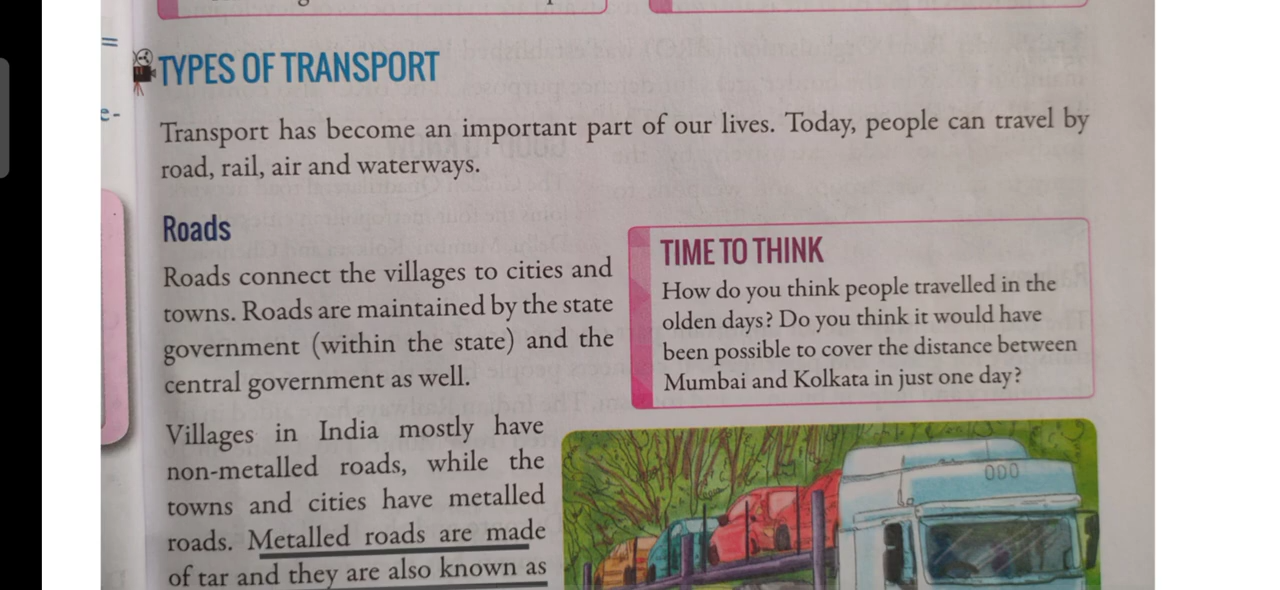 TYPES OF TRANSPORT
Transport has become an important part of our lives. Today, people can travel by
road, rail, air and waterways.
Roads
Roads connect the villages to cities and
towns. Roads are maintained by the state
government (within the state) and the
central government as well.
TIME TO THINK
How do you think people travelled in the
olden days? Do you think it would have
been possible to cover the distance between
Mumbai and Kolkata in just one day?
Villages in India mostly have
non-metalled roads, while the
towns and cities have metalled
roads. Metalled roads are made
of tar and they are also known as